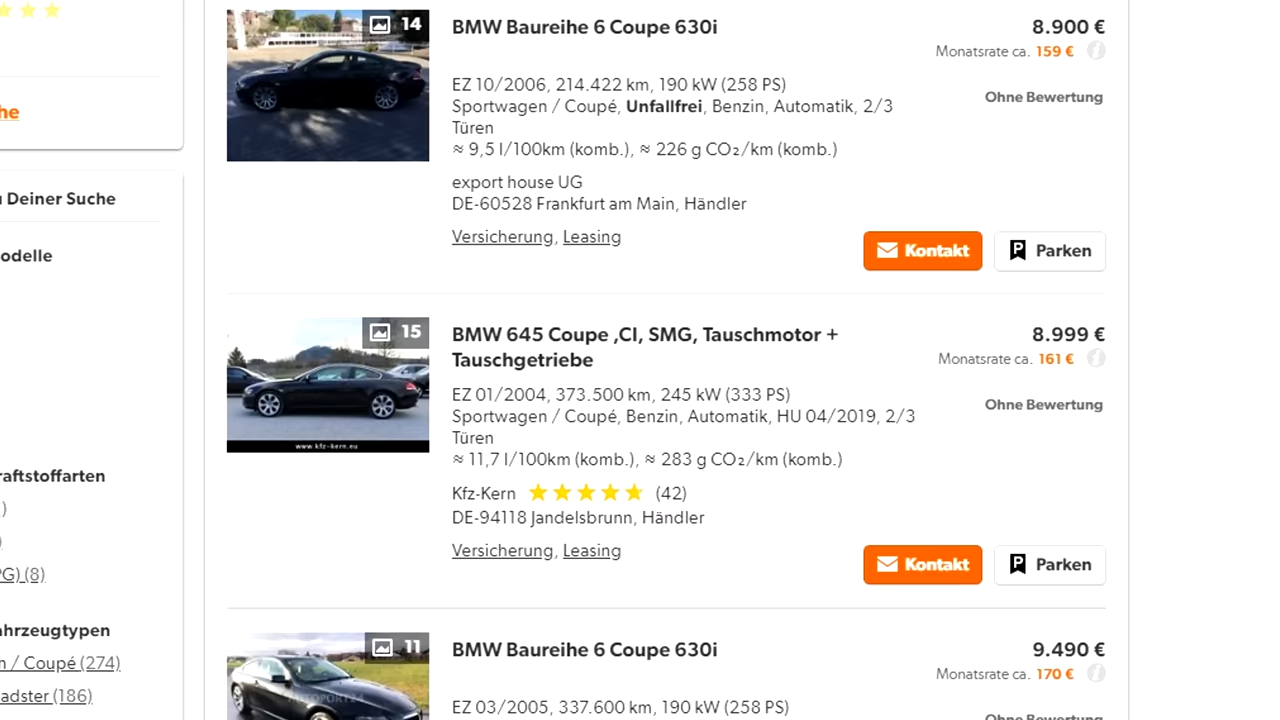 he
Deiner Suche
odelle
raftstoffarten
)
)
PG) (8)
ahrzeugtypen
n / Coupé (274)
adster (186)
14
BMW Baureihe 6 Coupe 630i
8.900 €
Monatsrate ca. 159 €
EZ 10/2006, 214.422 km, 190 kW (258 PS)
Ohne Bewertung
Sportwagen / Coupé, Unfallfrei, Benzin, Automatik, 2/3
Türen
≈ 9,5 l/100km (komb.), ≈ 226 g CO₂/km (komb.)
export house UG
DE-60528 Frankfurt am Main, Händler
Versicherung, Leasing
Kontakt
Parken
15
www.kfz-kern.eu
BMW 645 Coupe ,CI, SMG, Tauschmotor +
Tauschgetriebe
8.999 €
Monatsrate ca. 161 €
EZ 01/2004, 373.500 km, 245 kW (333 PS)
Ohne Bewertung
Sportwagen / Coupé, Benzin, Automatik, HU 04/2019, 2/3
Türen
≈ 11,7 l/100km (komb.), ≈ 283 g CO₂/km (komb.)
Kfz-Kern (42)
DE-94118 Jandelsbrunn, Händler
Versicherung, Leasing
Kontakt
Parken
11
BMW Baureihe 6 Coupe 630i
9.490 €
Monatsrate ca. 170 €
EZ 03/2005, 337.600 km, 190 kW (258 PS)
Ohne Bewertung